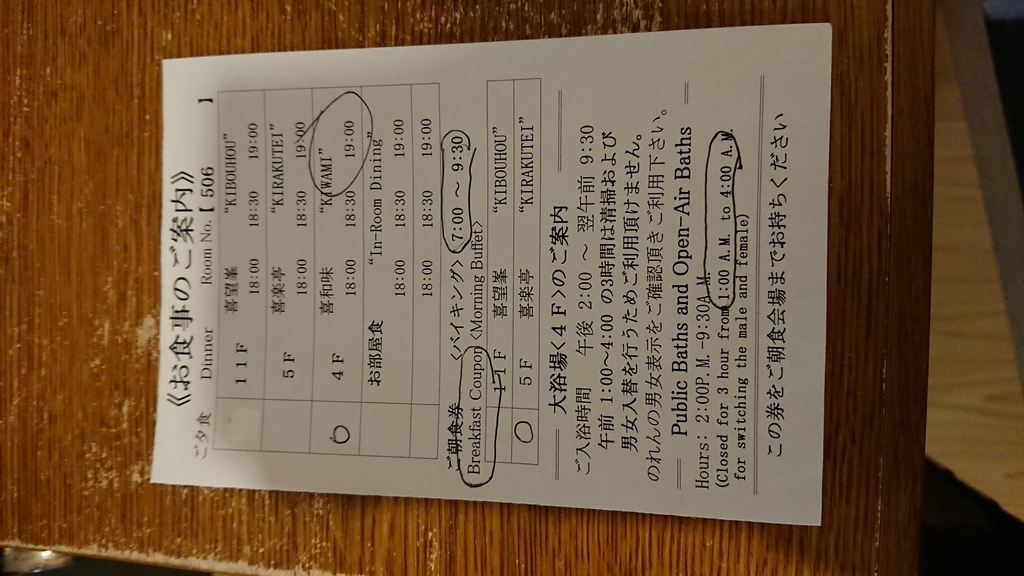 《お食事のご案内》
ご夕食 Dinner Room No.【 506 】
11F 喜望峯 "KIBOUHOU"
18:00 18:30 19:00
5F 喜楽亭 "KIRAKUTEI"
18:00 18:30 19:00
○ 4F 喜和味 "KIWAMI"
18:00 18:30 19:00
お部屋食 "In-Room Dining"
18:00 18:30 19:00
18:00 18:30 19:00
ご朝食券 〈バイキング〉(7:00 ～ 9:30)
Breakfast Coupon〈Morning Buffet〉
11F 喜望峯 "KIBOUHOU"
○ 5F 喜楽亭 "KIRAKUTEI"
大浴場〈4F〉のご案内
ご入浴時間 午後 2:00 ～ 翌午前 9:30
午前 1:00～4:00 の3時間は清掃および
男女入替を行うためご利用頂けません。
のれんの男女表示をご確認頂きご利用下さい。
Public Baths and Open-Air Baths
Hours: 2:00P.M.-9:30A.M.
(Closed for 3 hour from 1:00 A.M. to 4:00 A.M.
for switching the male and female)
この券をご朝食会場までお持ちください